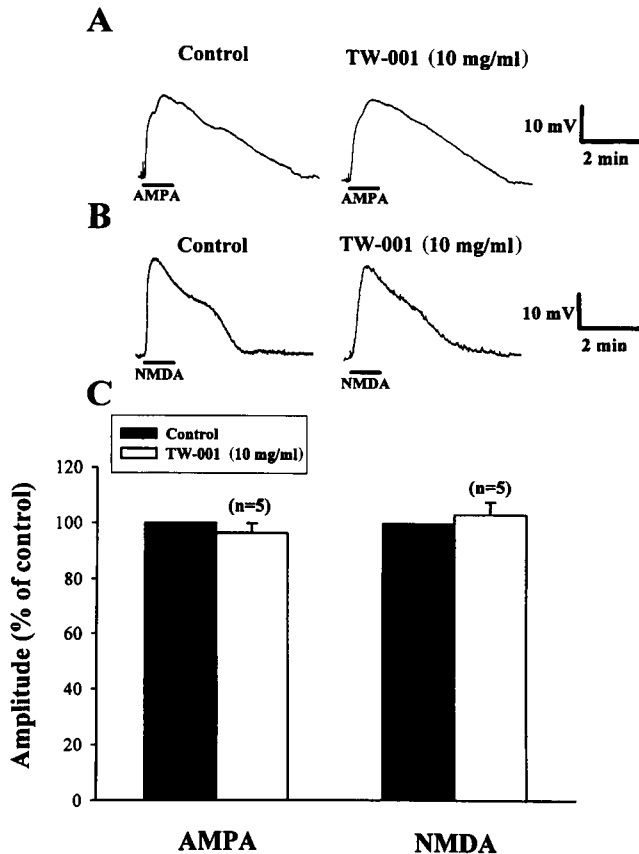 A
Control
TW-001 (10 mg/ml)
10 mV
2 min
AMPA
AMPA
B
Control
TW-001 (10 mg/ml)
10 mV
2 min
NMDA
NMDA
C
Control
TW-001 (10 mg/ml)
Amplitude (% of control)
120
100
80
60
40
20
0
(n=5)
(n=5)
AMPA
NMDA